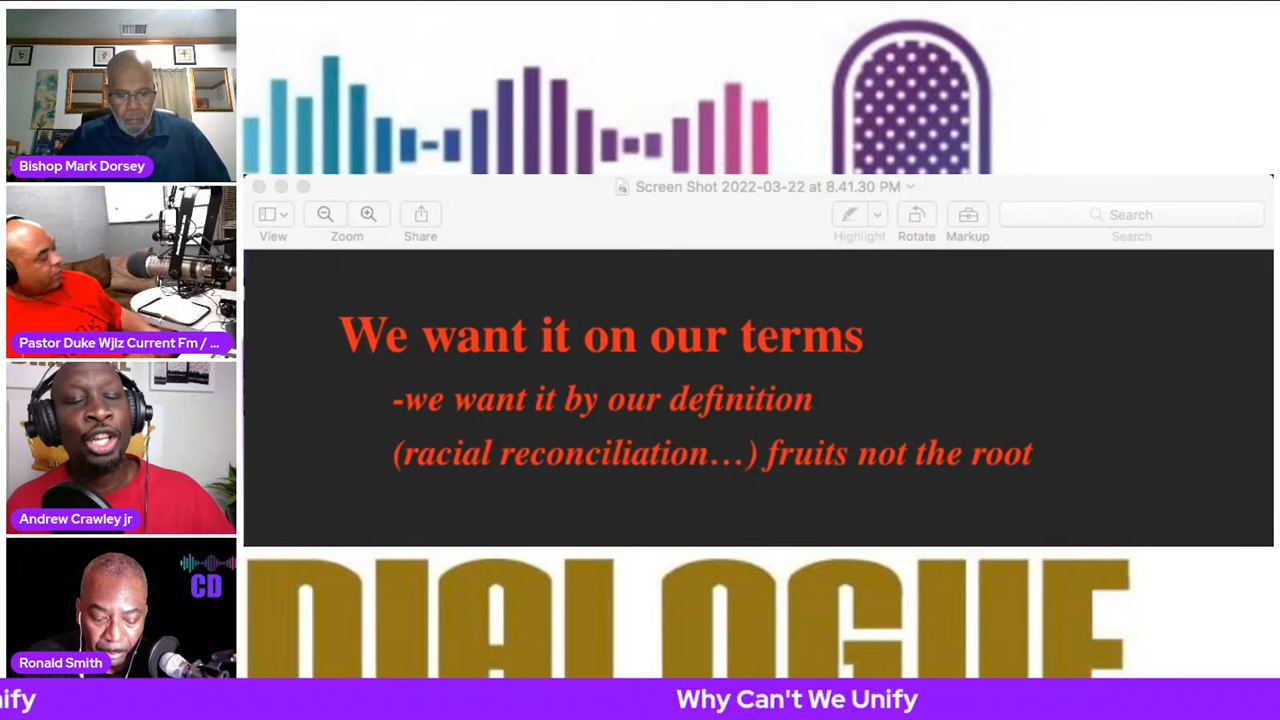 Bishop Mark Dorsey
Pastor Duke Wjlz Current Fm / ...
Andrew Crawley jr
CD
Ronald Smith
Screen Shot 2022-03-22 at 8.41.30 PM
View
Zoom
Share
Highlight
Rotate
Markup
Search
Search
We want it on our terms
-we want it by our definition
(racial reconciliation…) fruits not the root
DIALOGUE
nify
Why Can't We Unify